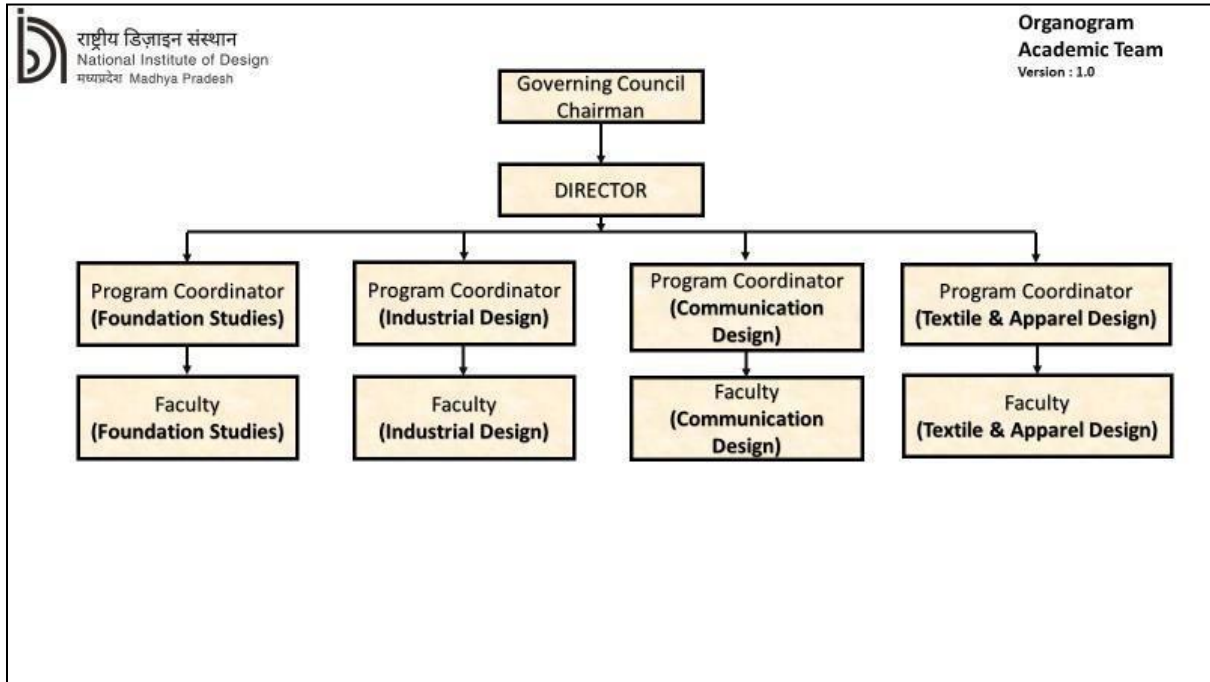 राष्ट्रीय डिज़ाइन संस्थान
National Institute of Design
मध्यप्रदेश Madhya Pradesh
Organogram
Academic Team
Version : 1.0
Governing Council
Chairman
DIRECTOR
Program Coordinator
(Foundation Studies)
Program Coordinator
(Industrial Design)
Program Coordinator
(Communication
Design)
Program Coordinator
(Textile & Apparel Design)
Faculty
(Foundation Studies)
Faculty
(Industrial Design)
Faculty
(Communication
Design)
Faculty
(Textile & Apparel Design)